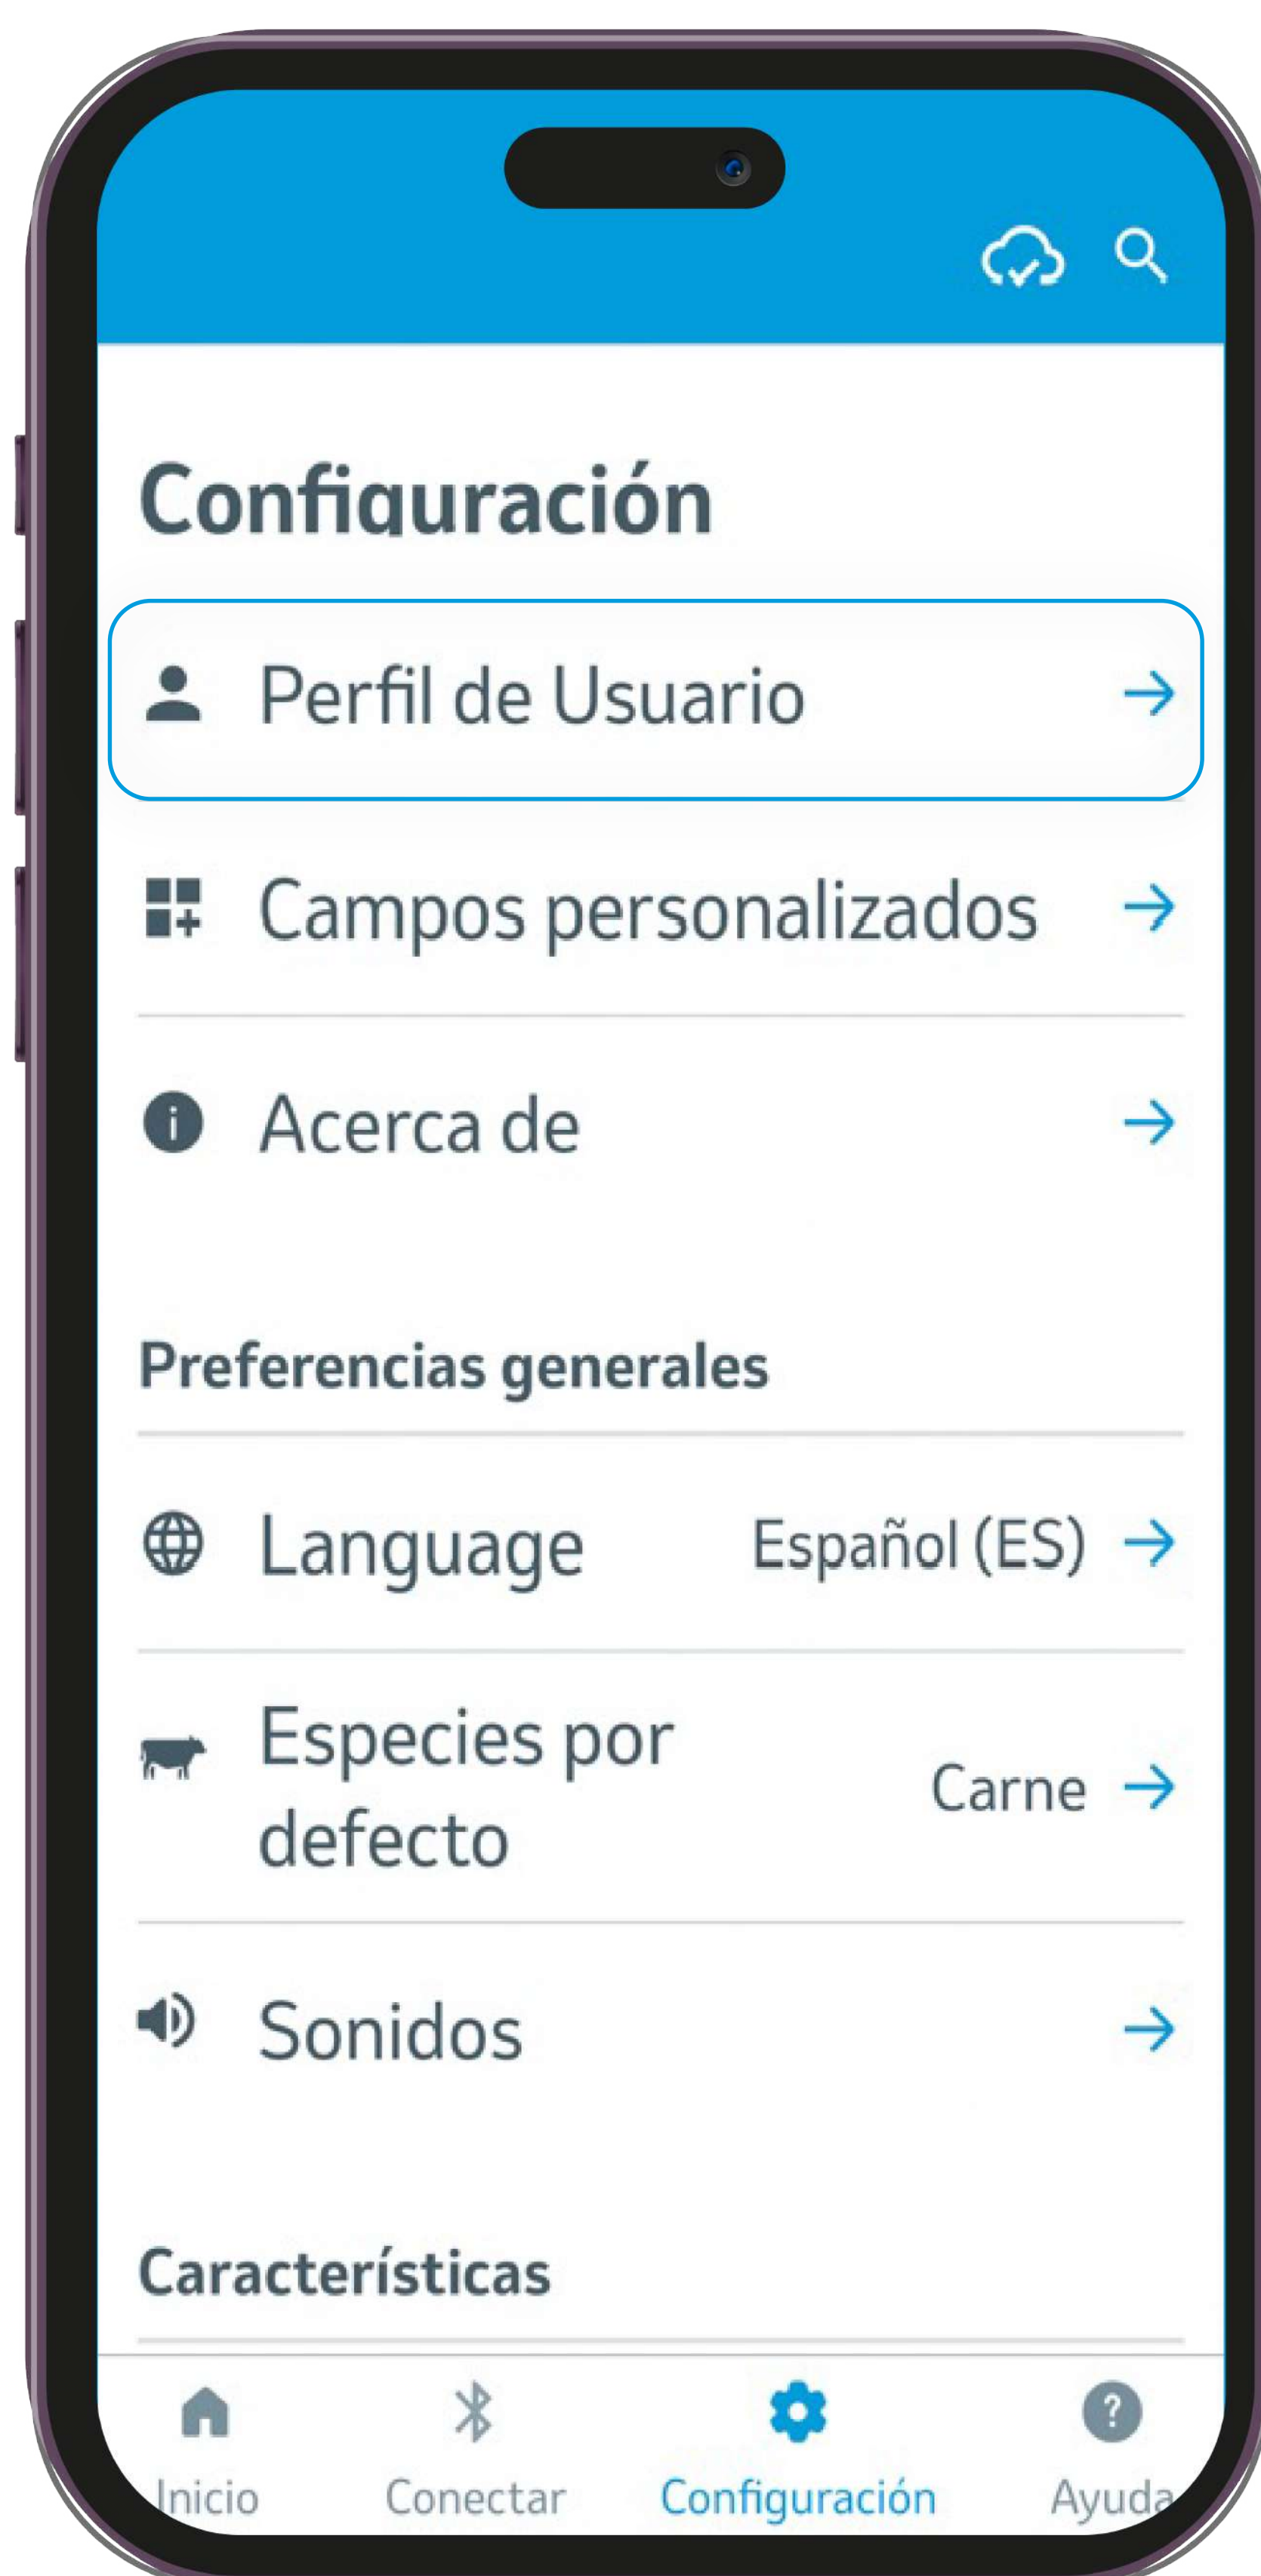 Configuración
Perfil de Usuario
Campos personalizados
Acerca de
Preferencias generales
Language Español (ES)
Especies por
defecto
Carne
Sonidos
Características
Inicio Conectar Configuración Ayuda